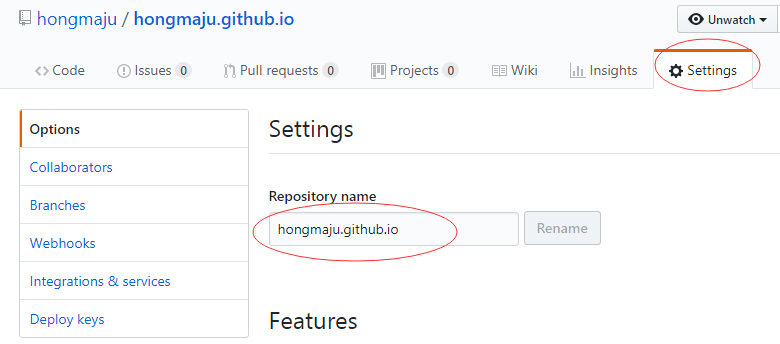 hongmaju / hongmaju.github.io
Unwatch
Code Issues 0 Pull requests 0 Projects 0 Wiki Insights Settings
Options
Collaborators
Branches
Webhooks
Integrations & services
Deploy keys
Settings
Repository name
hongmaju.github.io Rename
Features